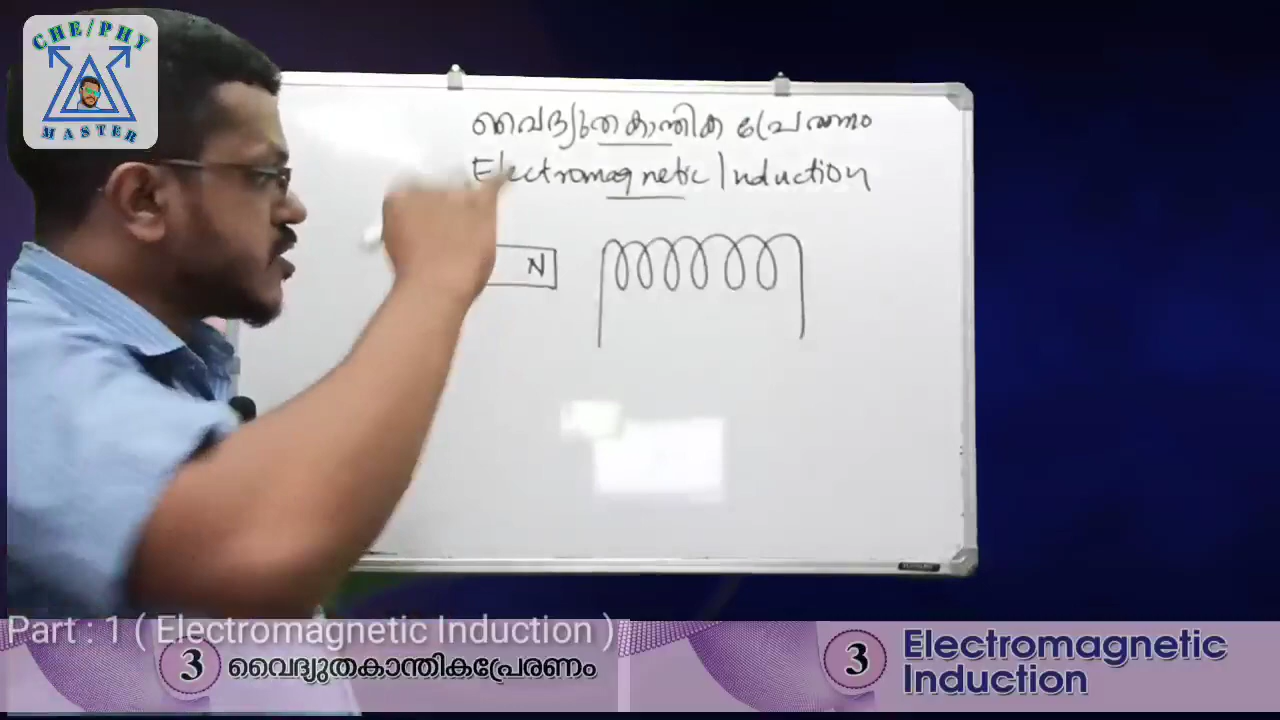 CHE/PHY
MASTER
വൈദ്യുതകാന്തിക പ്രേരണം
Electromagnetic Induction
N
Part : 1 ( Electromagnetic Induction )
3 വൈദ്യുതകാന്തികപ്രേരണം
3 Electromagnetic
Induction